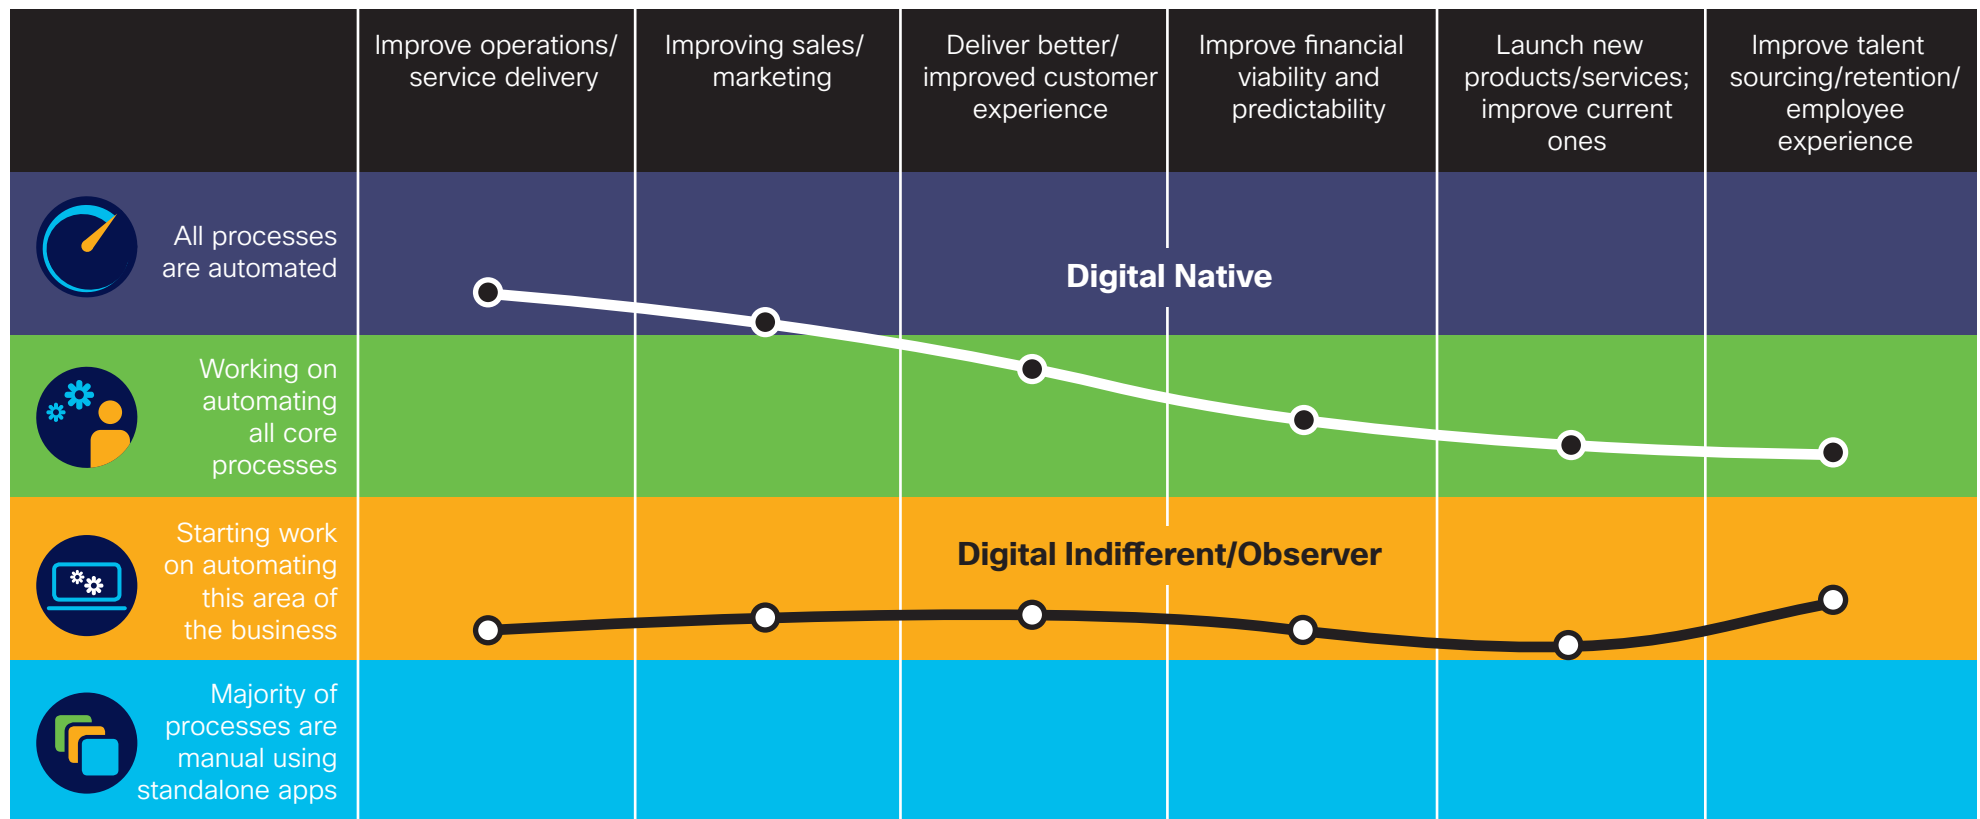 Improve operations/
service delivery
Improving sales/
marketing
Deliver better/
improved customer
experience
Improve financial
viability and
predictability
Launch new
products/services;
improve current
ones
Improve talent
sourcing/retention/
employee
experience
All processes
are automated
Digital Native
Working on
automating
all core
processes
Starting work
on automating
this area of
the business
Digital Indifferent/Observer
Majority of
processes are
manual using
standalone apps